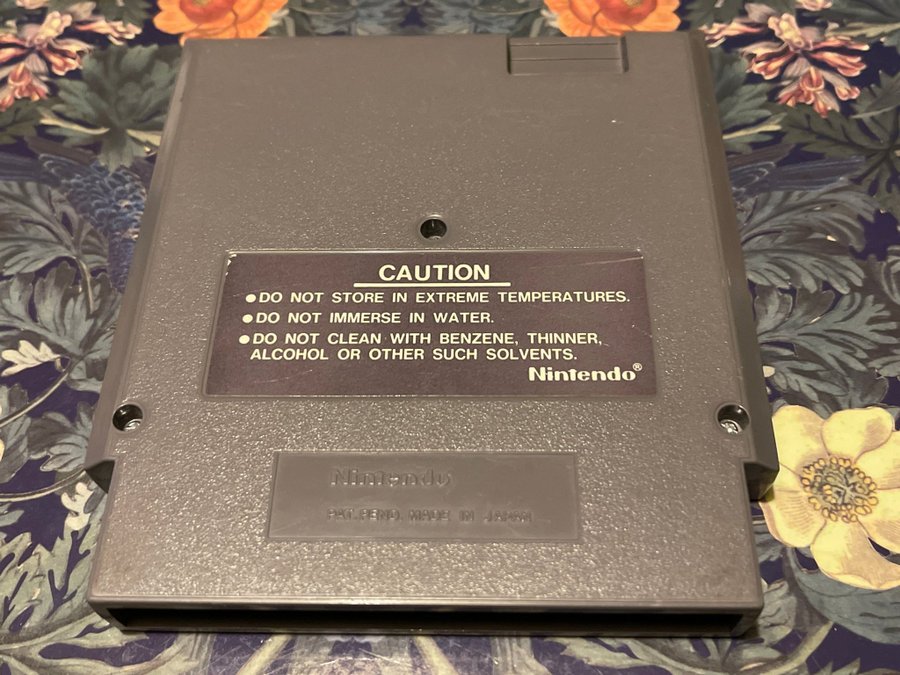 CAUTION
●DO NOT STORE IN EXTREME TEMPERATURES.
●DO NOT IMMERSE IN WATER.
●DO NOT CLEAN WITH BENZENE, THINNER,
ALCOHOL OR OTHER SUCH SOLVENTS.
Nintendo®
Nintendo
PAT. PEND. MADE IN JAPAN